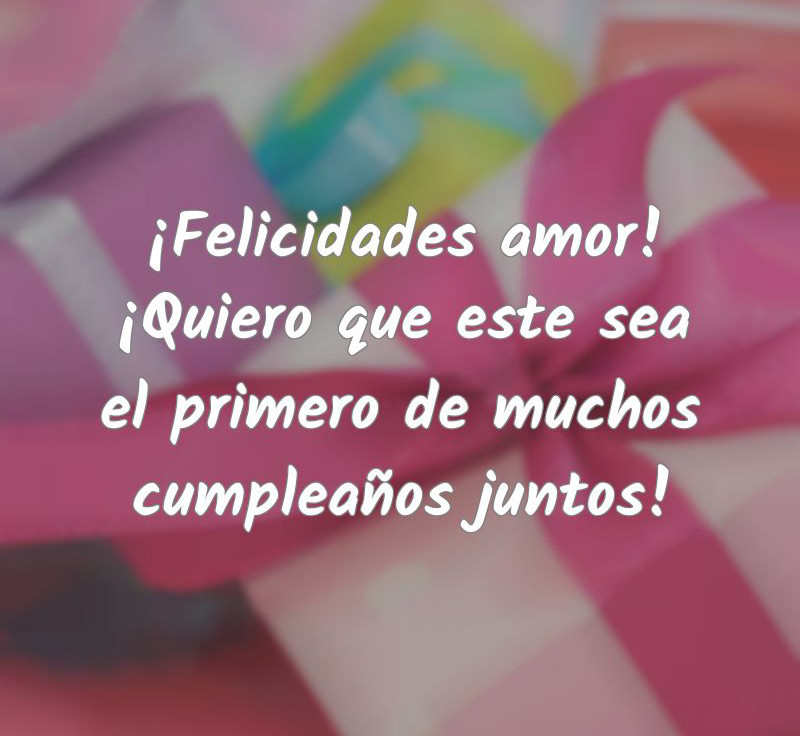 ¡Felicidades amor!
¡Quiero que este sea
el primero de muchos
cumpleaños juntos!